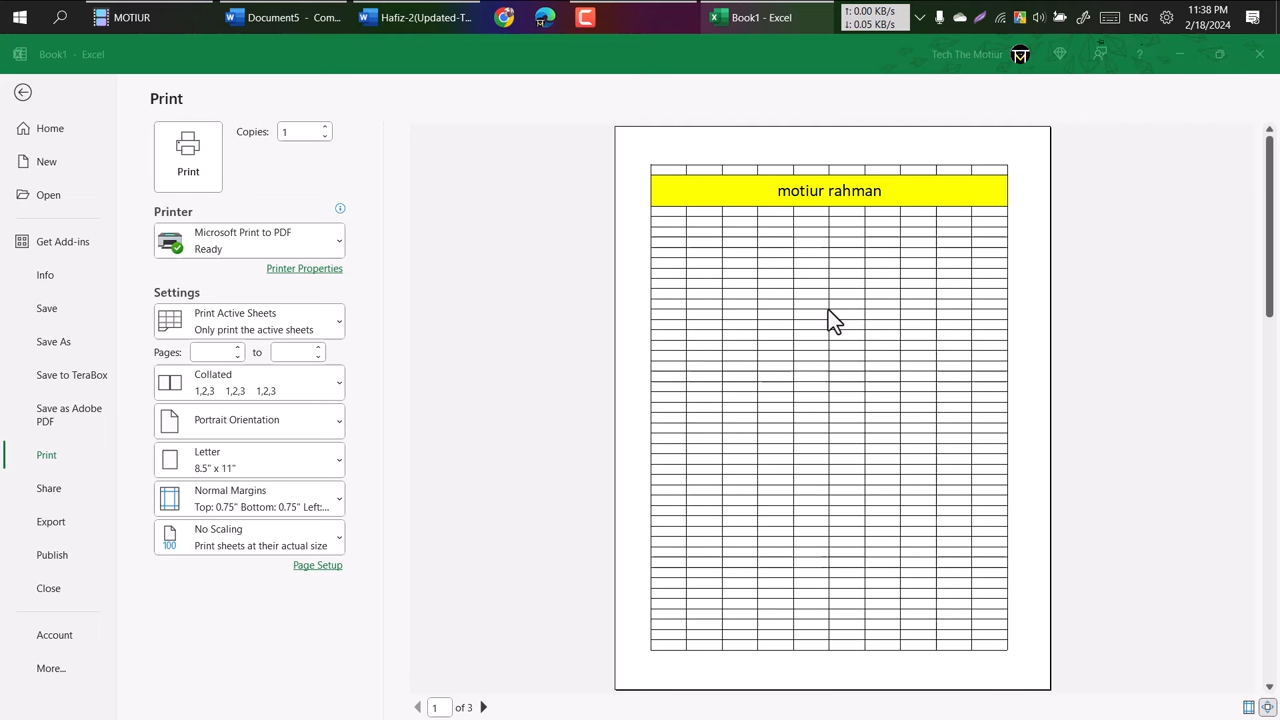 MOTIUR
Document5 - Com...
Hafiz-2(Updated-T...
Book1 - Excel
↑: 0.00 KB/s
↓: 0.05 KB/s
ENG
11:38 PM
2/18/2024
Book1 - Excel
Tech The Motiur
Print
Home
New
Open
Get Add-ins
Info
Save
Save As
Save to TeraBox
Save as Adobe
PDF
Print
Share
Export
Publish
Close
Account
More...
Print
Copies: 1
Printer
Microsoft Print to PDF
Ready
Printer Properties
Settings
Print Active Sheets
Only print the active sheets
Pages: to
Collated
1,2,3 1,2,3 1,2,3
Portrait Orientation
Letter
8.5" x 11"
Normal Margins
Top: 0.75" Bottom: 0.75" Left:...
No Scaling
100
Print sheets at their actual size
Page Setup
motiur rahman
1 of 3